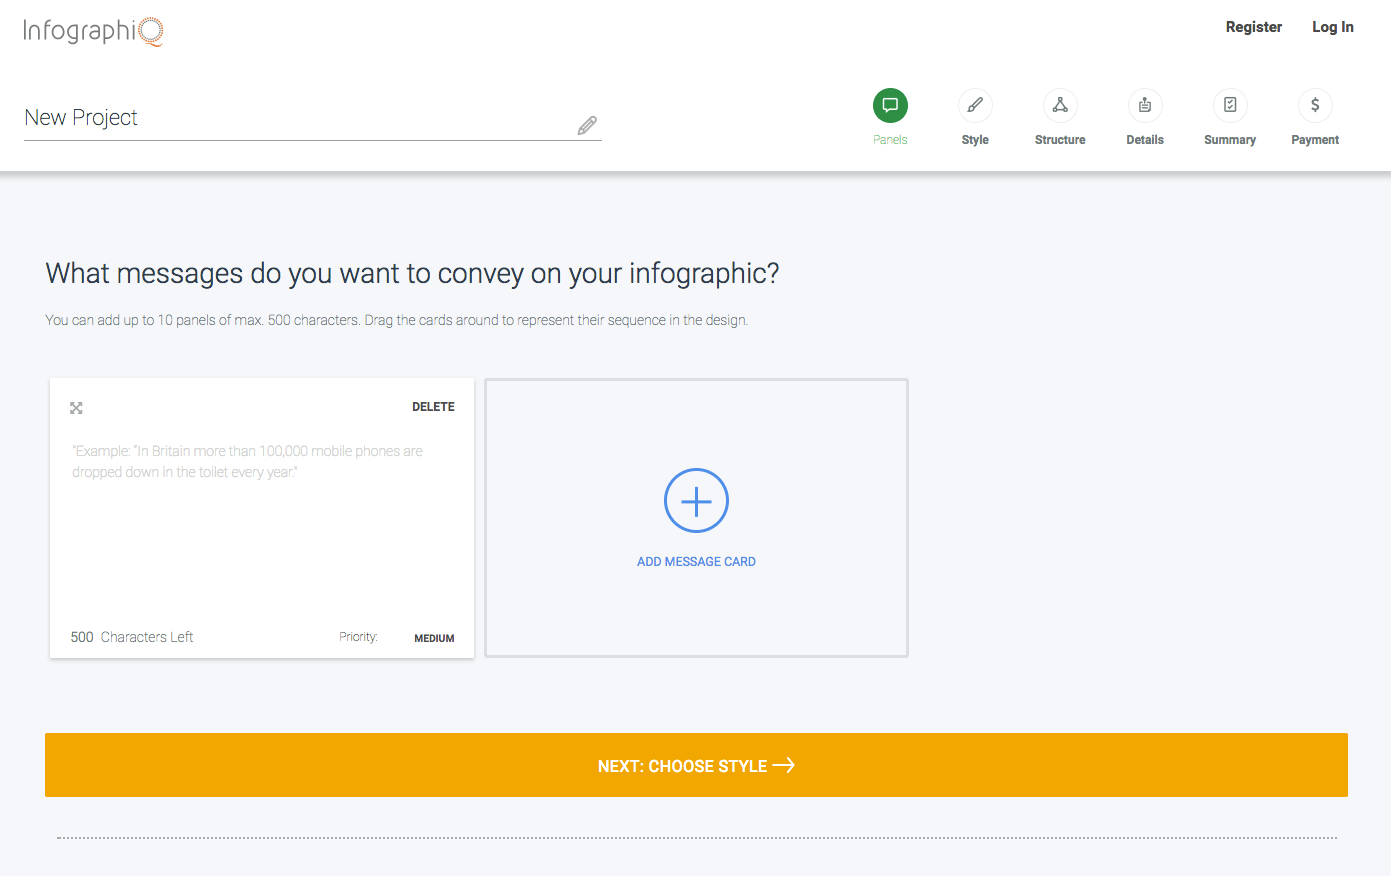 InfographiQ
Register
Log In
New Project
Panels
Style
Structure
Details
$
Summary
Payment
What messages do you want to convey on your infographic?
You can add up to 10 panels of max. 500 characters. Drag the cards around to represent their sequence in the design.
DELETE
"Example: "In Britain more than 100,000 mobile phones are
dropped down in the toilet every year."
500 Characters Left
Priority:
MEDIUM
ADD MESSAGE CARD
NEXT: CHOOSE STYLE